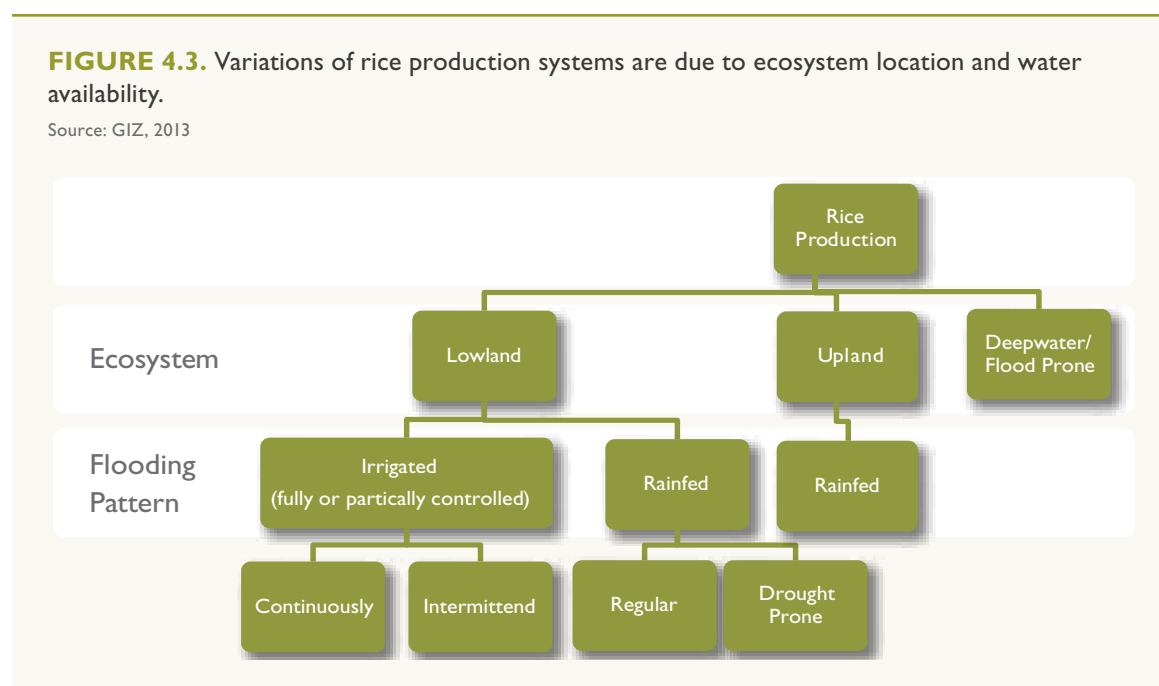 FIGURE 4.3. Variations of rice production systems are due to ecosystem location and water
availability.
Source: GIZ, 2013
Rice
Production
Ecosystem
Lowland
Upland
Deepwater/
Flood Prone
Flooding
Pattern
Irrigated
(fully or partically controlled)
Rainfed
Rainfed
Continuously
Intermittend
Regular
Drought
Prone